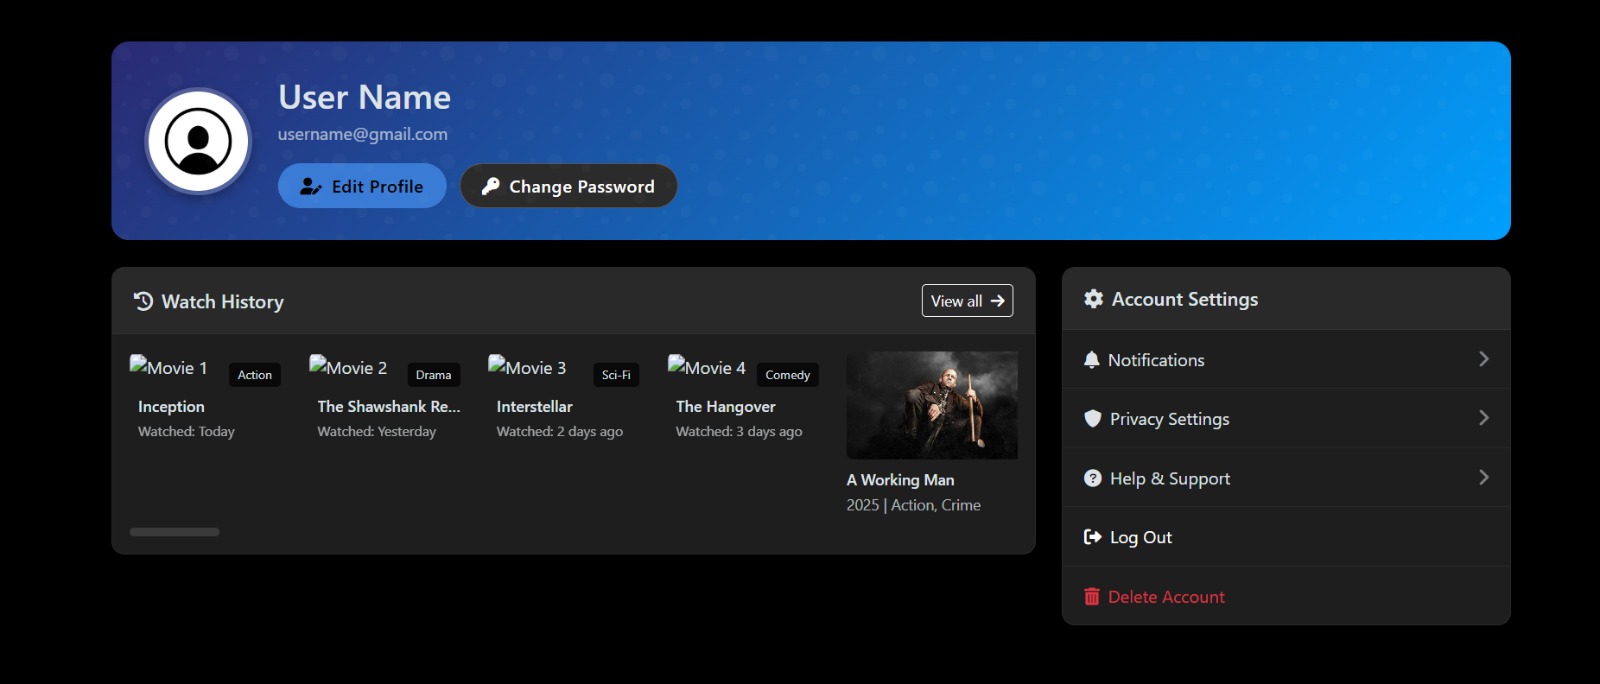 User Name
username@gmail.com
Edit Profile
Change Password
Watch History
View all
Movie 1
Action
Inception
Watched: Today
Movie 2
Drama
The Shawshank Re...
Watched: Yesterday
Movie 3
Sci-Fi
Interstellar
Watched: 2 days ago
Movie 4
Comedy
The Hangover
Watched: 3 days ago
A Working Man
2025 | Action, Crime
Account Settings
Notifications
Privacy Settings
Help & Support
Log Out
Delete Account